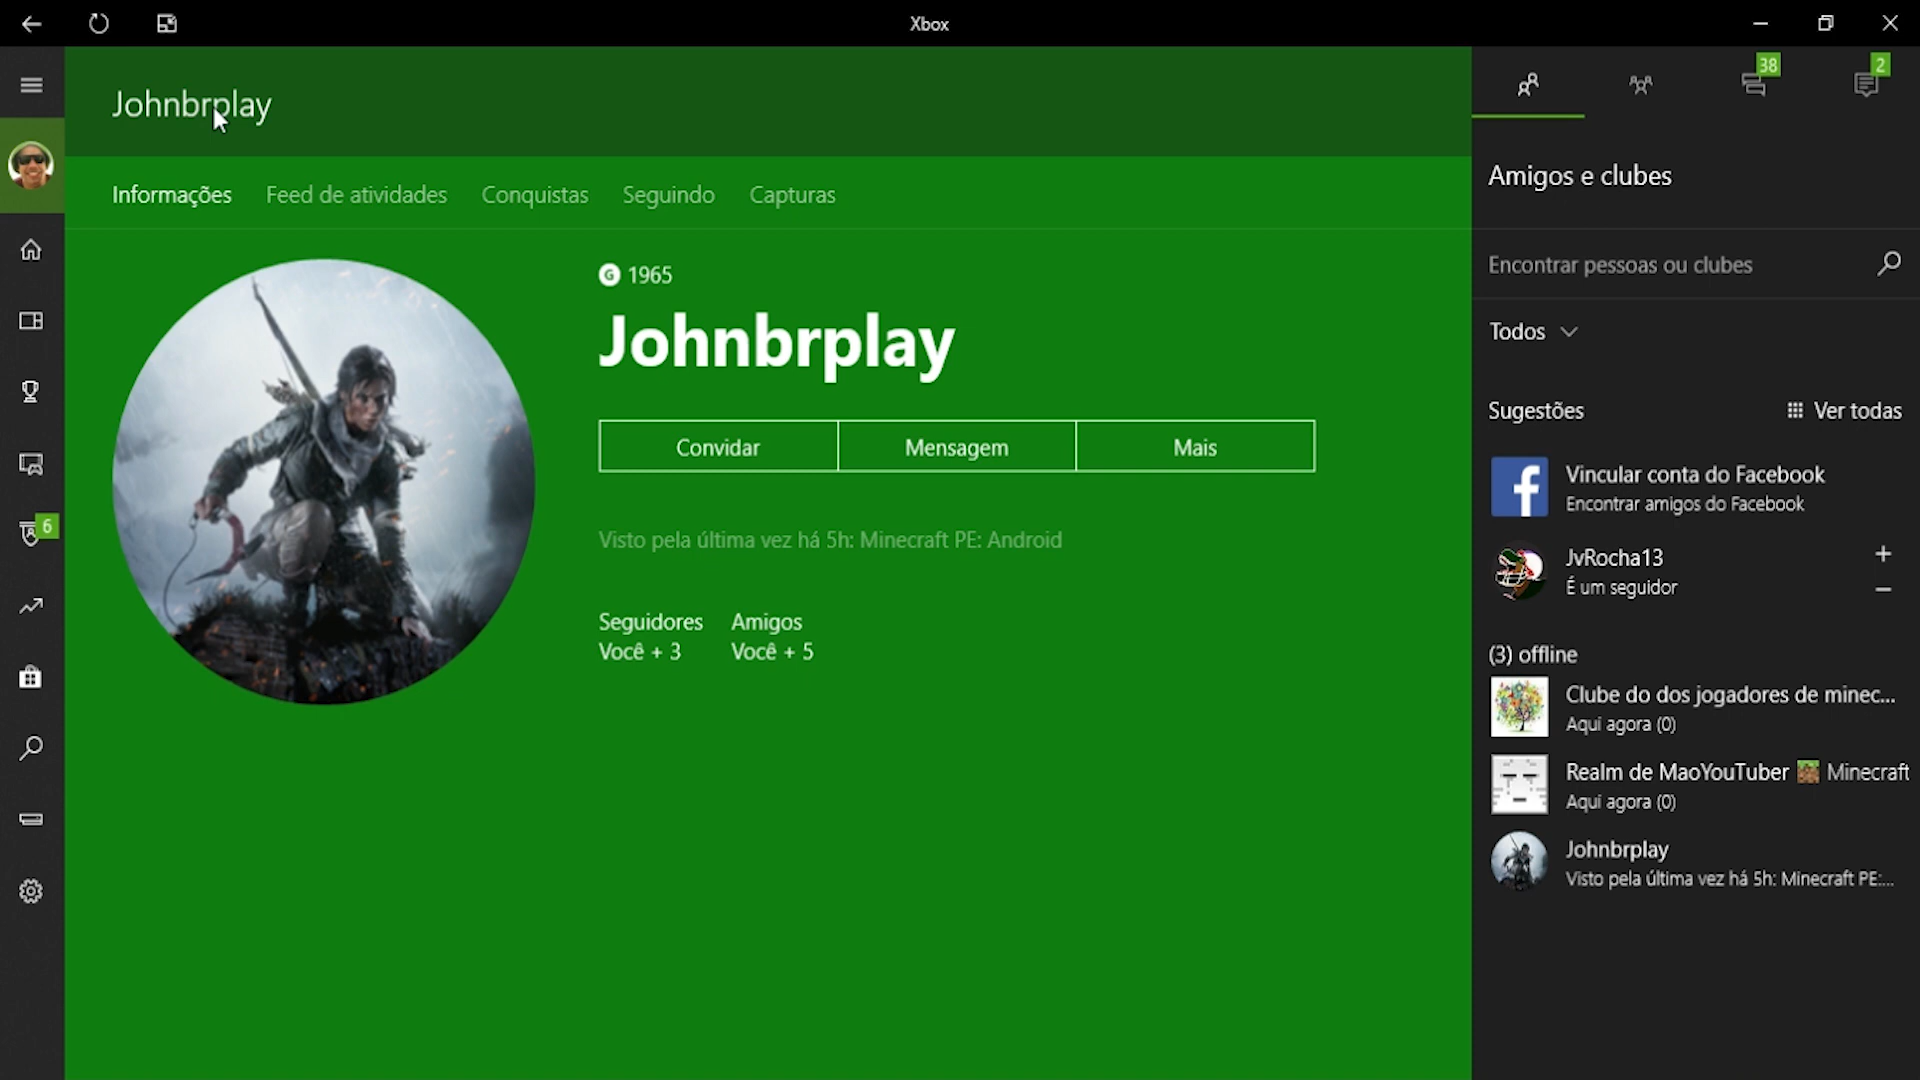 Xbox
Johnbrplay
Informações Feed de atividades Conquistas Seguindo Capturas
G 1965
Johnbrplay
Convidar Mensagem Mais
Visto pela última vez há 5h: Minecraft PE: Android
Seguidores Amigos
Você + 3 Você + 5
6
38 2
Amigos e clubes
Encontrar pessoas ou clubes
Todos
Sugestões Ver todas
f
Vincular conta do Facebook
Encontrar amigos do Facebook
JvRocha13
É um seguidor
(3) offline
Clube do dos jogadores de minec...
Aqui agora (0)
Realm de MaoYouTuber Minecraft
Aqui agora (0)
Johnbrplay
Visto pela última vez há 5h: Minecraft PE:...